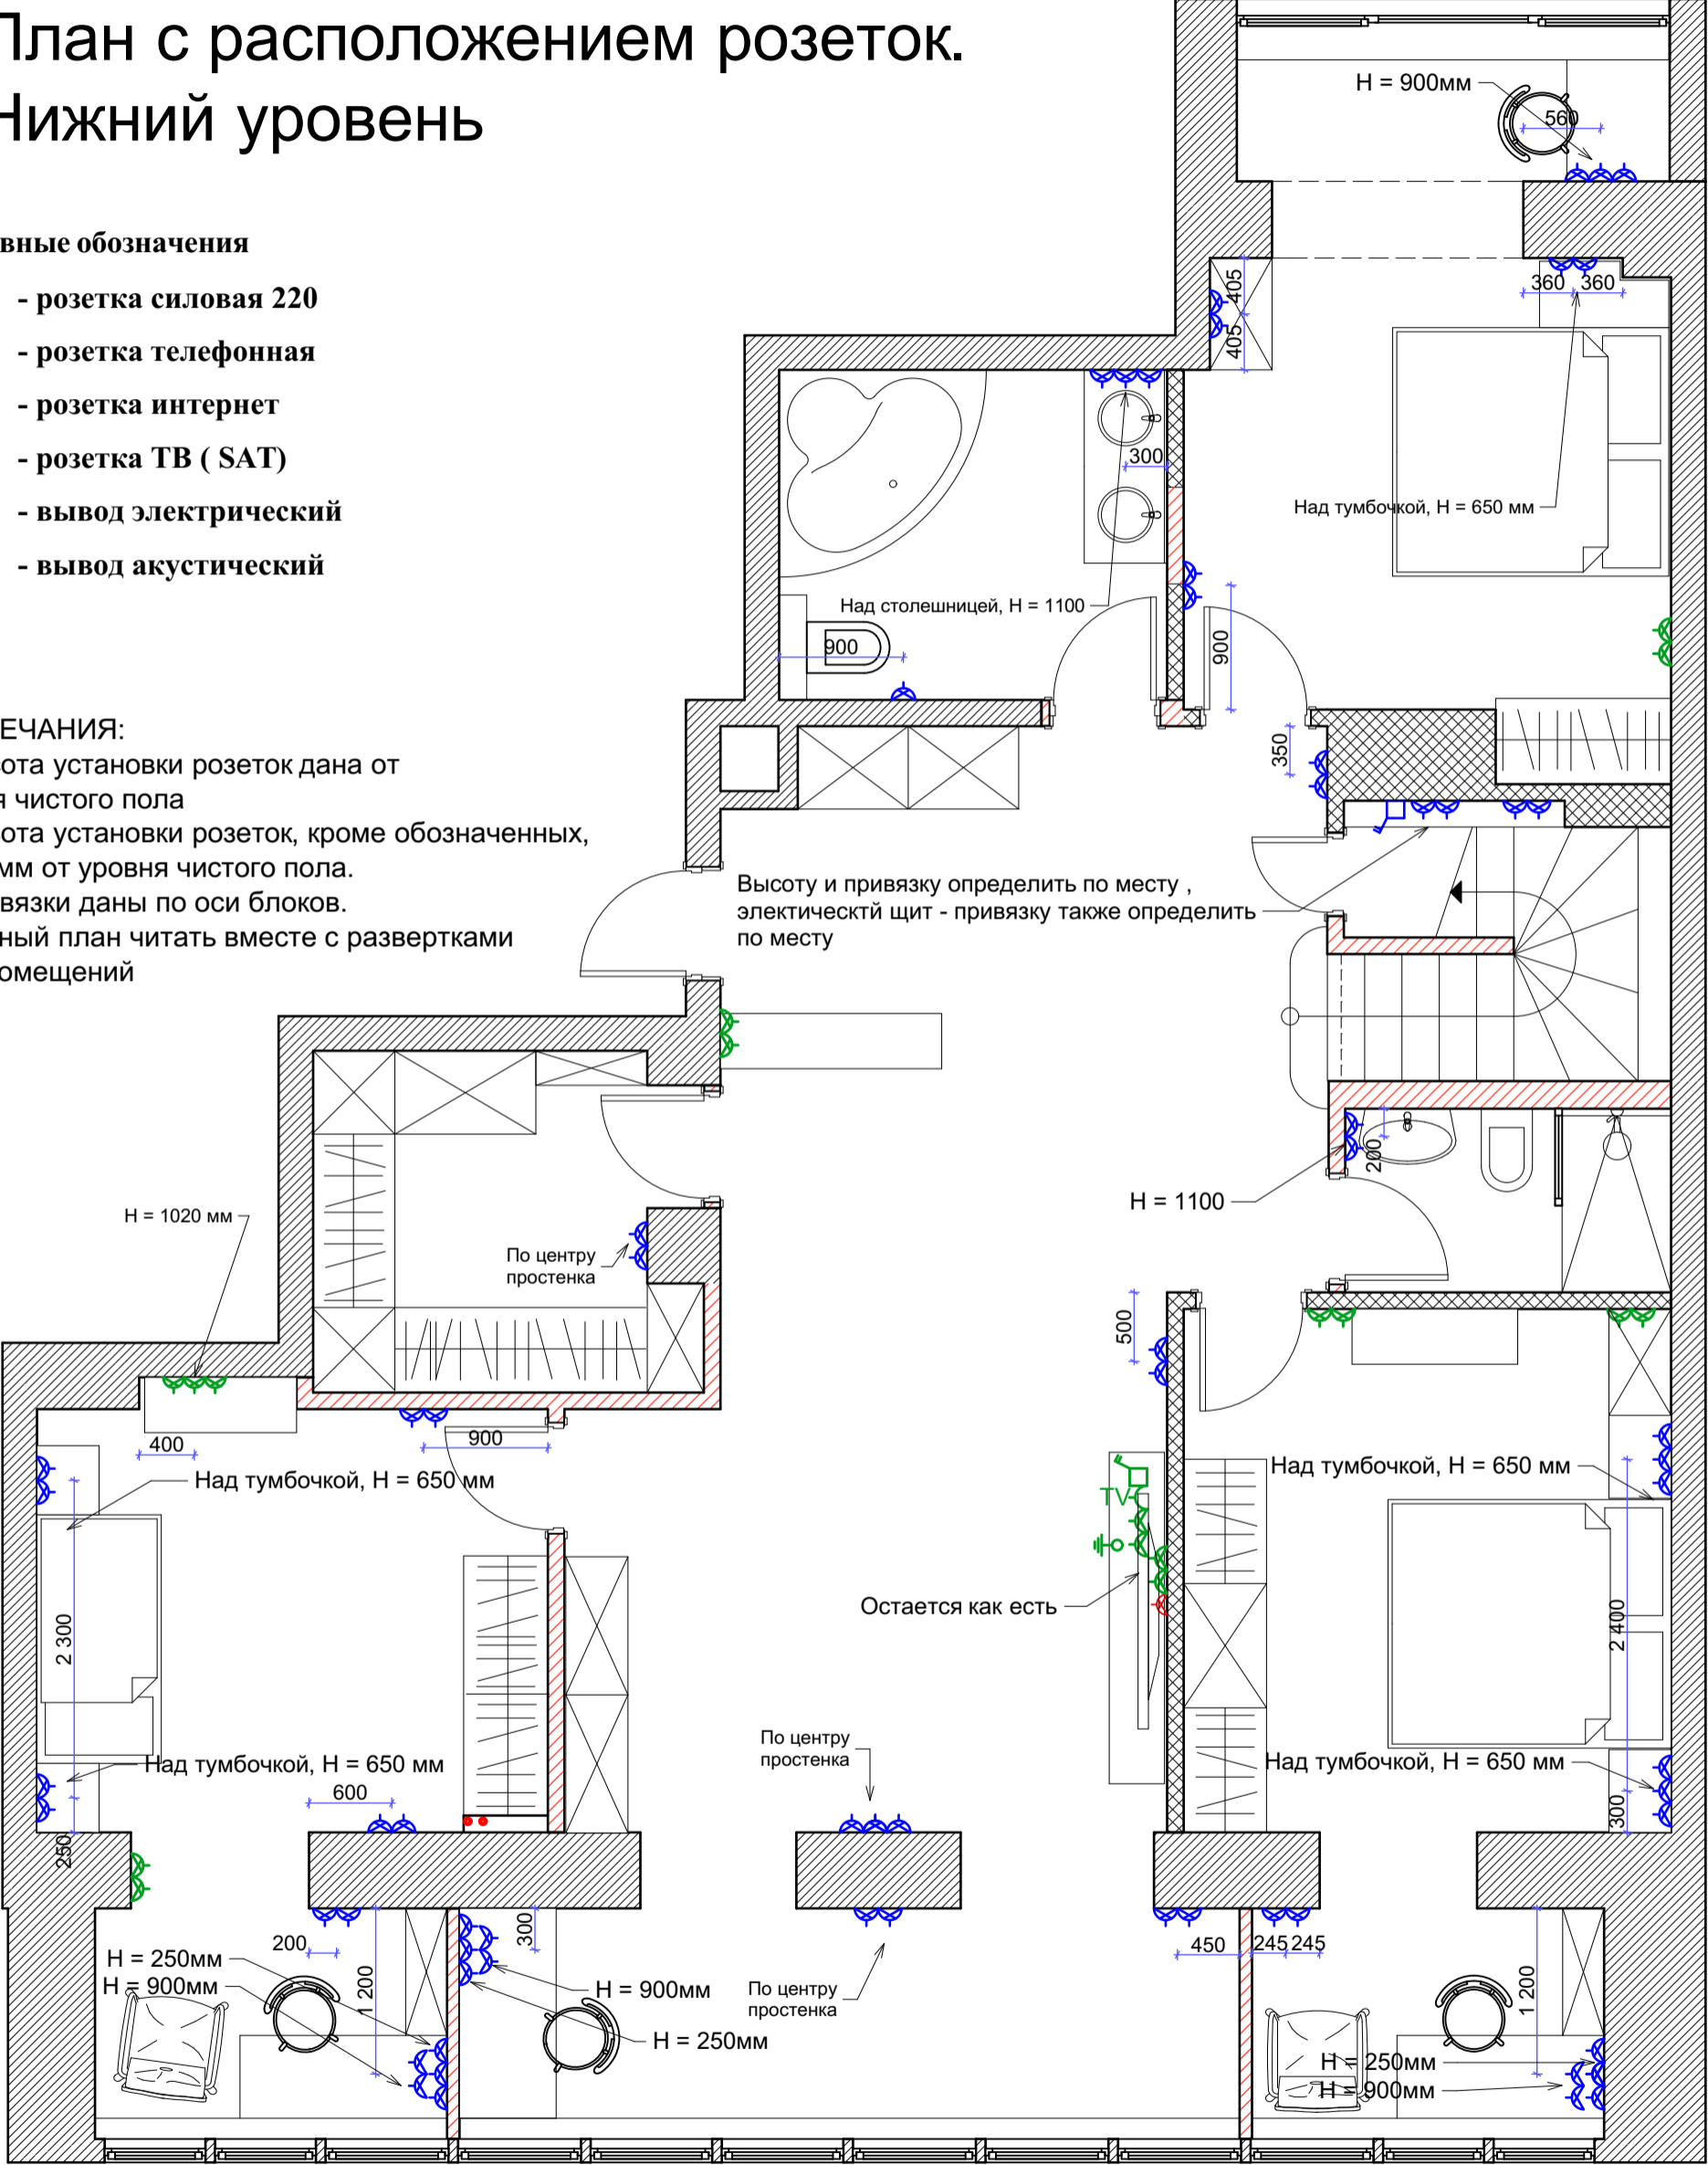 План с расположением розеток.
Нижний уровень
вные обозначения
- розетка силовая 220
- розетка телефонная
- розетка интернет
- розетка ТВ ( SAT)
- вывод электрический
- вывод акустический
ЕЧАНИЯ:
ота установки розеток дана от
я чистого пола
ота установки розеток, кроме обозначенных,
мм от уровня чистого пола.
вязки даны по оси блоков.
ный план читать вместе с развертками
омещений
H = 900мм
560
405
405
360 360
300
Над тумбочкой, H = 650 мм
Над столешницей, H = 1100
900
900
350
Высоту и привязку определить по месту ,
электическтй щит - привязку также определить
по месту
200
H = 1100
H = 1020 мм
По центру
простенка
500
400
900
Над тумбочкой, H = 650 мм
Над тумбочкой, H = 650 мм
TV
Остается как есть
2 300
2 400
По центру
простенка
Над тумбочкой, H = 650 мм
Над тумбочкой, H = 650 мм
600
300
250
200
300
450
245 245
H = 250мм
H = 900мм
1 200
H = 900мм
По центру
простенка
1 200
H = 250мм
H = 250мм
H = 900мм